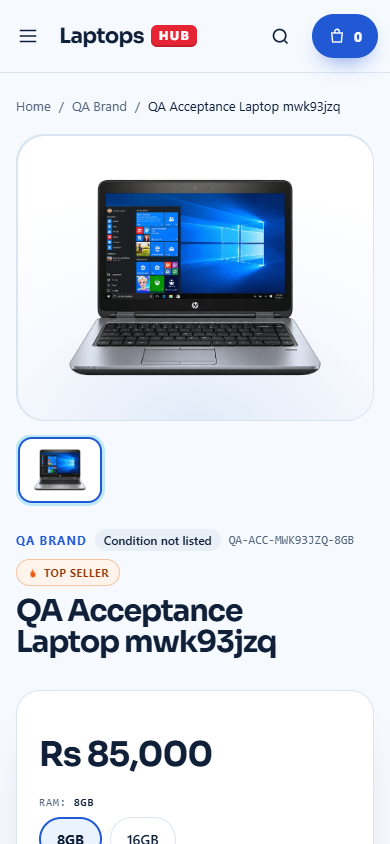 Laptops HUB
0
Home / QA Brand / QA Acceptance Laptop mwk93jzq
QA BRAND Condition not listed QA-ACC-MWK93JZQ-8GB
TOP SELLER
QA Acceptance
Laptop mwk93jzq
Rs 85,000
RAM: 8GB
8GB 16GB